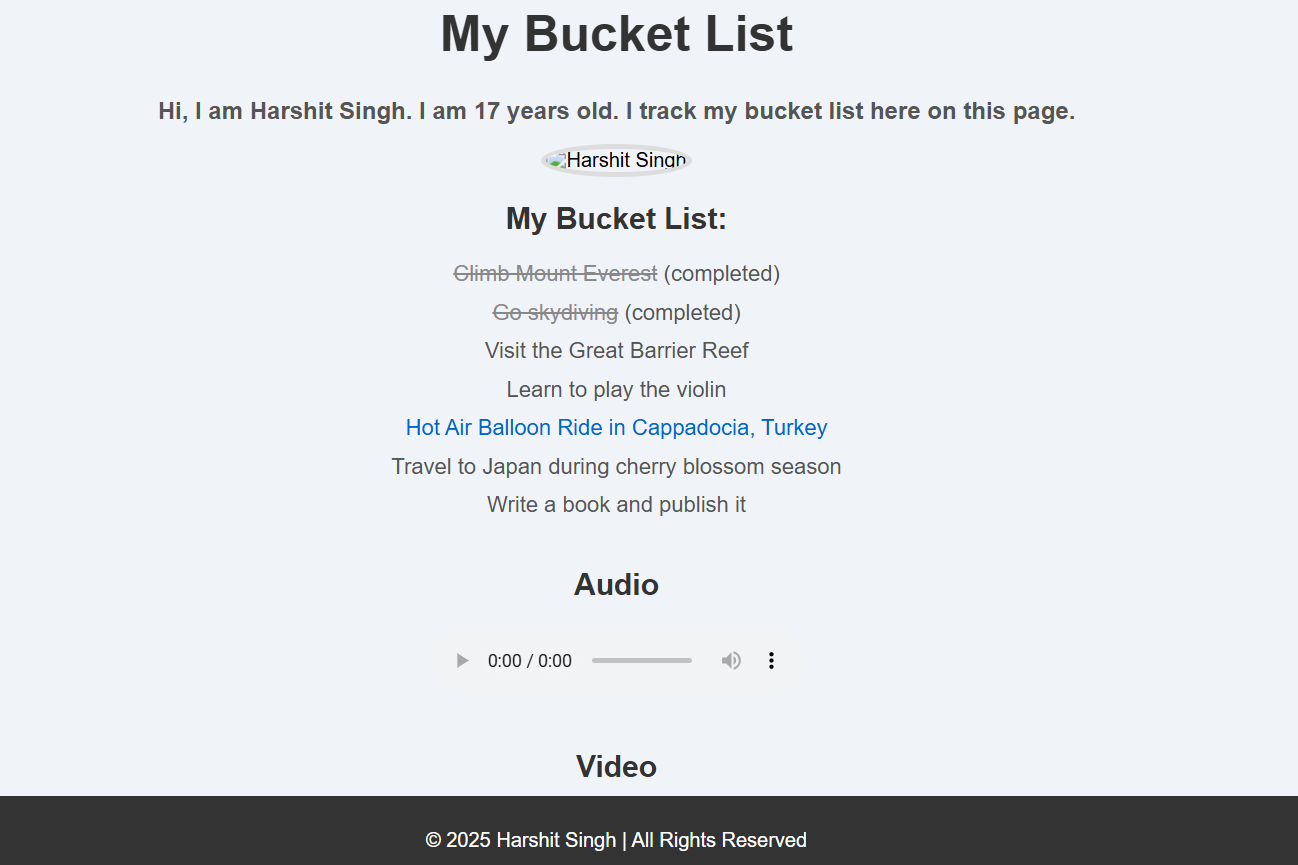 My Bucket List
Hi, I am Harshit Singh. I am 17 years old. I track my bucket list here on this page.
Harshit Singh
My Bucket List:
Climb Mount Everest (completed)
Go skydiving (completed)
Visit the Great Barrier Reef
Learn to play the violin
Hot Air Balloon Ride in Cappadocia, Turkey
Travel to Japan during cherry blossom season
Write a book and publish it
Audio
0:00 / 0:00
Video
© 2025 Harshit Singh | All Rights Reserved